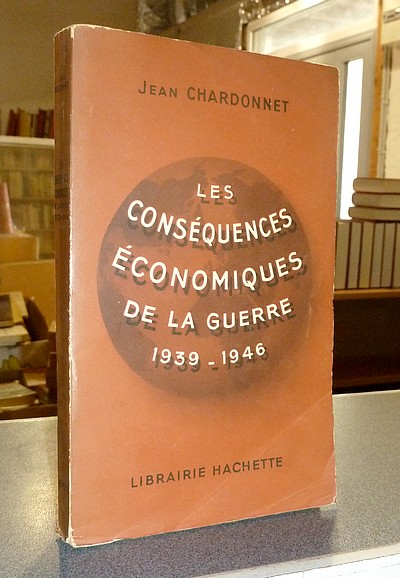 Jean CHARDONNET
LES
CONSÉQUENCES
ÉCONOMIQUES
DE LA GUERRE
1939 - 1946
LIBRAIRIE HACHETTE